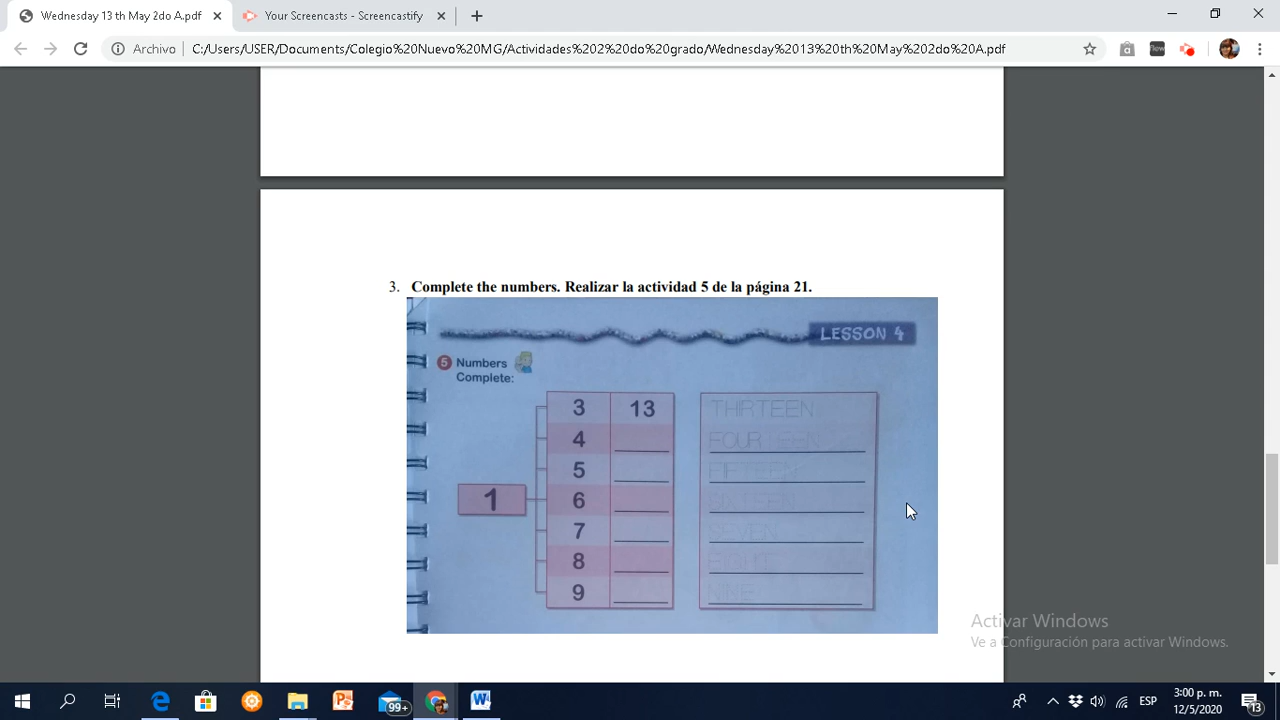 Wednesday 13 th May 2do A.pdf
Your Screencasts - Screencastify
Archivo
C:/Users/USER/Documents/Colegio%20Nuevo%20MG/Actividades%202%20do%20grado/Wednesday%2013%20th%20May%202do%20A.pdf
flow
3. Complete the numbers. Realizar la actividad 5 de la página 21.
LESSON 4
5 Numbers
Complete:
1
3 13 THIRTEEN
4 FOURTEEN
5 FIFTEEN
6 SIXTEEN
7 SEVEN
8
9 NINE
Activar Windows
Ve a Configuración para activar Windows.
99+
ESP
3:00 p. m.
12/5/2020
13